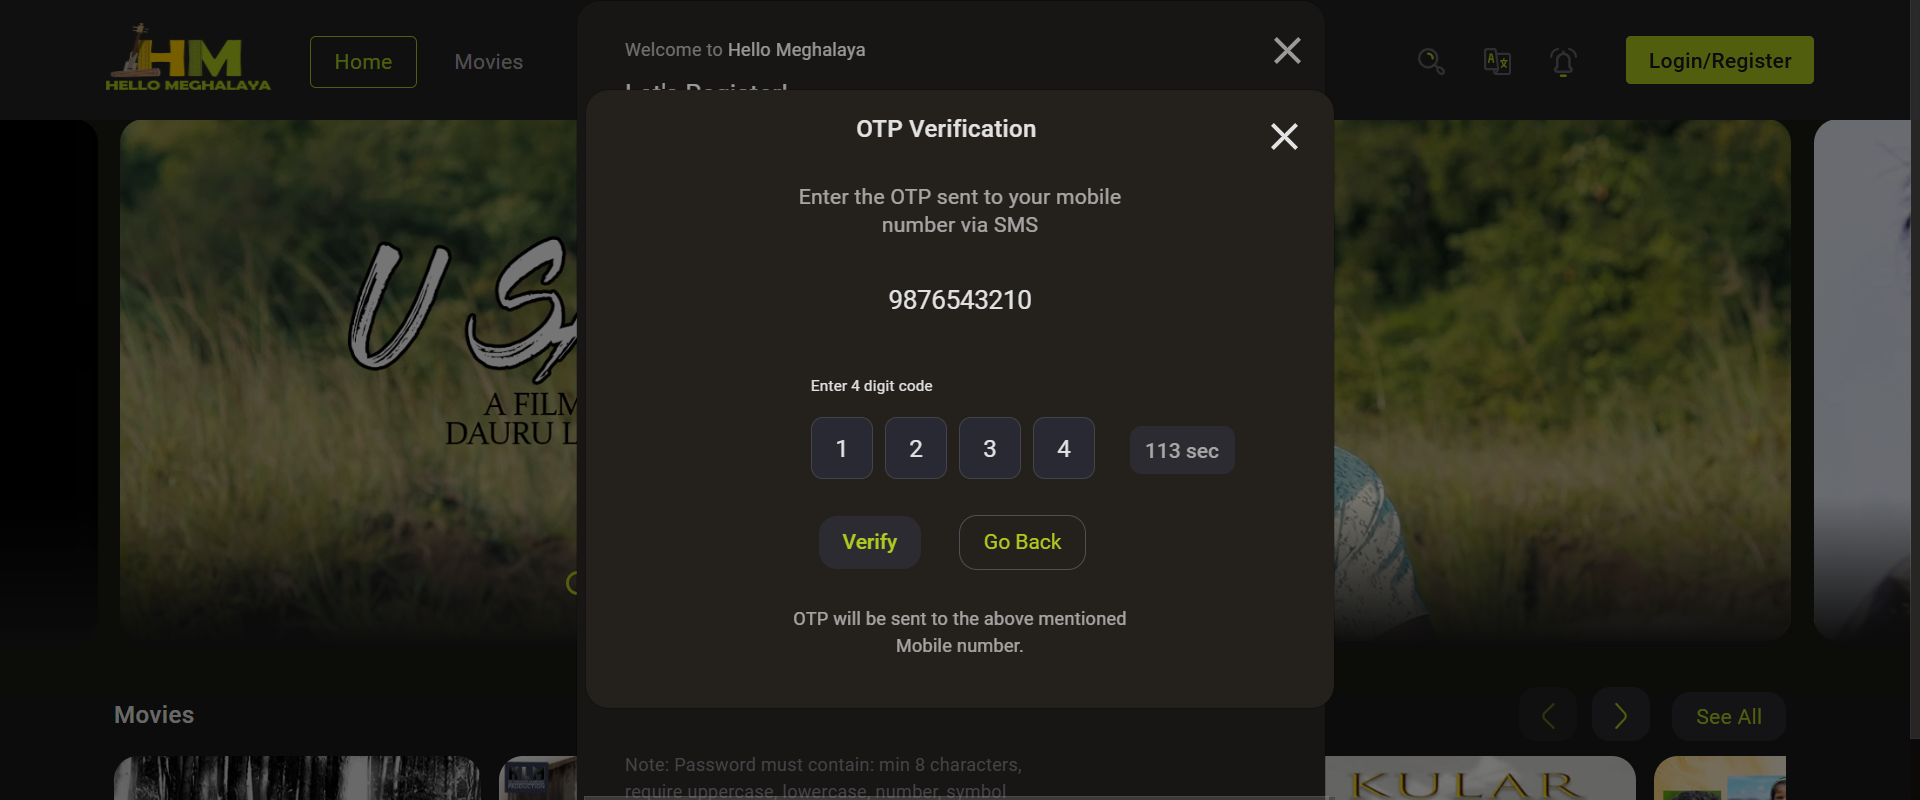 HM
HELLO MEGHALAYA
Home
Movies
Welcome to Hello Meghalaya
Let's Register!
Login/Register
OTP Verification
Enter the OTP sent to your mobile
number via SMS
9876543210
Enter 4 digit code
1 2 3 4
113 sec
Verify
Go Back
OTP will be sent to the above mentioned
Mobile number.
U
A FILM
DAURU
Movies
See All
Note: Password must contain: min 8 characters,
require uppercase, lowercase, number, symbol
KULAR